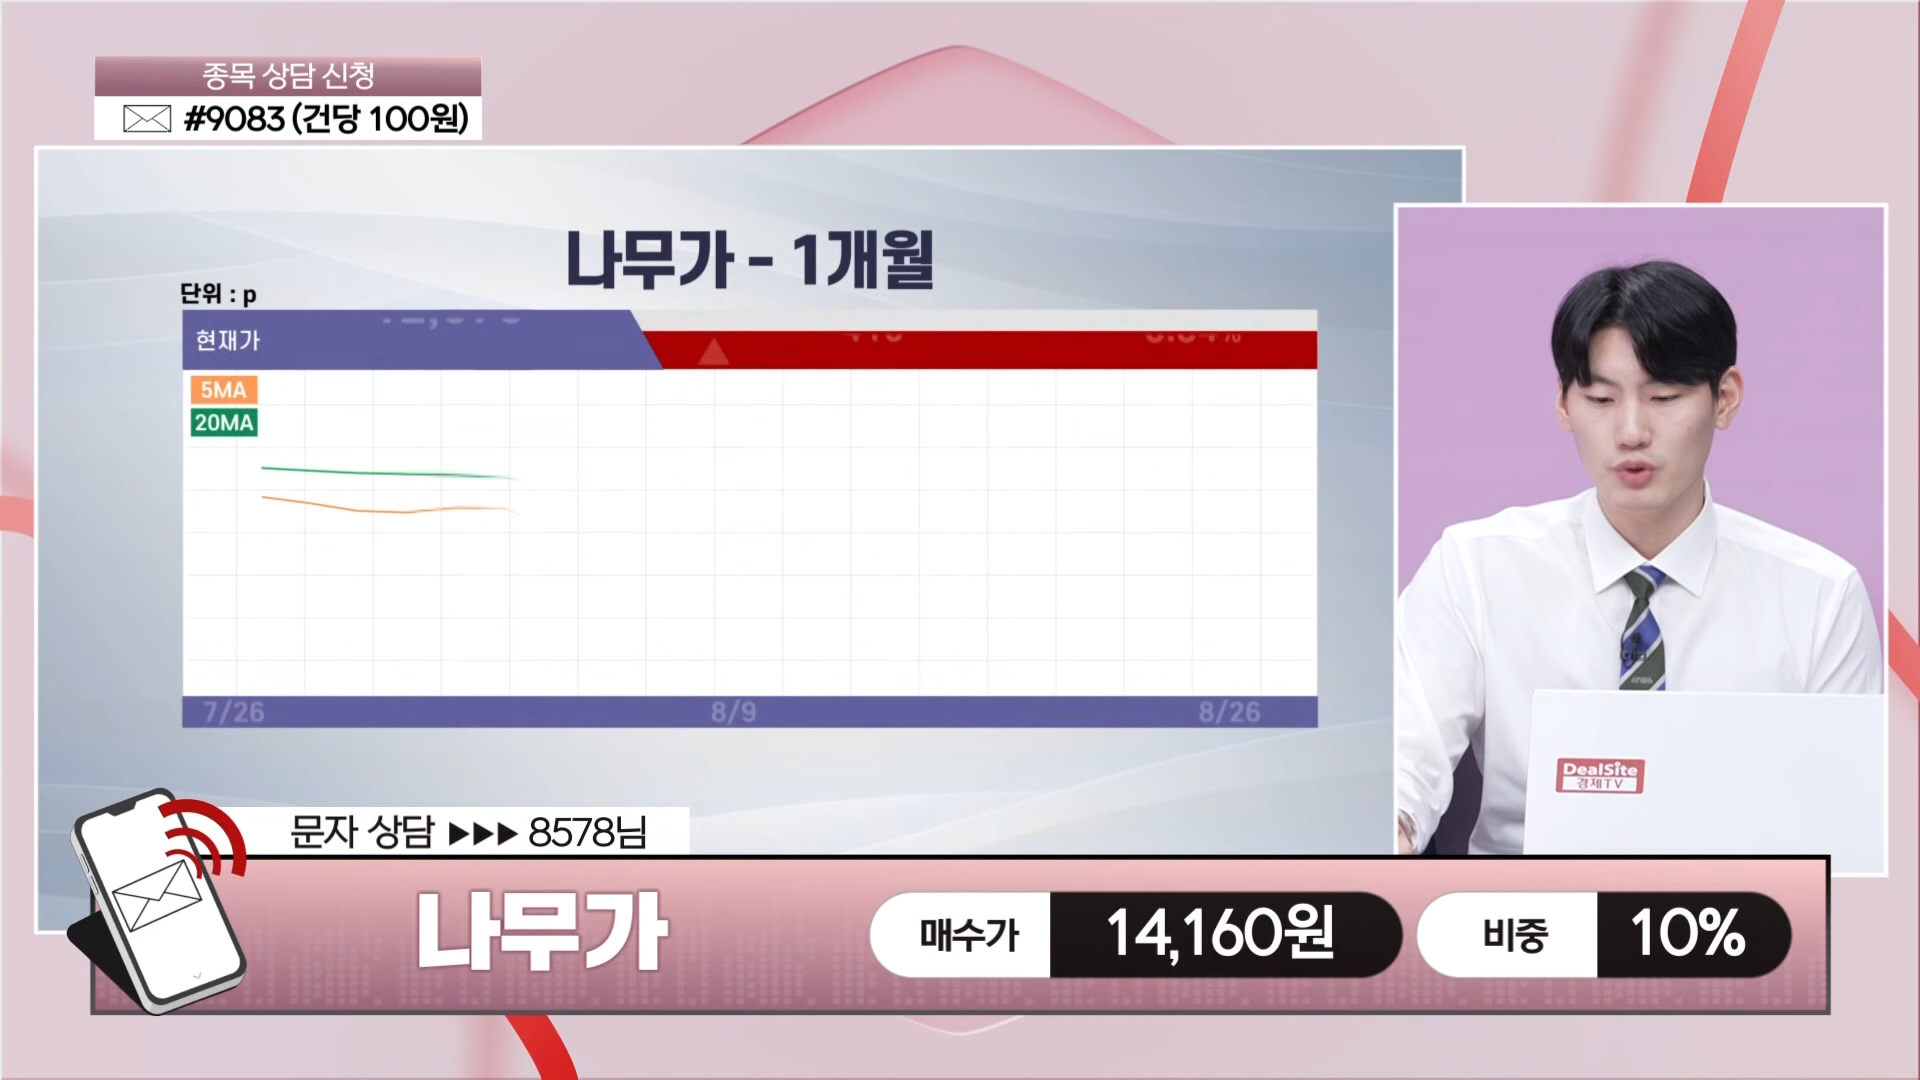 종목 상담 신청
#9083 (건당 100원)
나무가 - 1개월
단위 : p
현재가
5MA
20MA
7/26 8/9 8/26
DealSite
경제TV
문자 상담 ▶▶▶ 8578님
나무가 매수가 14,160원 비중 10%